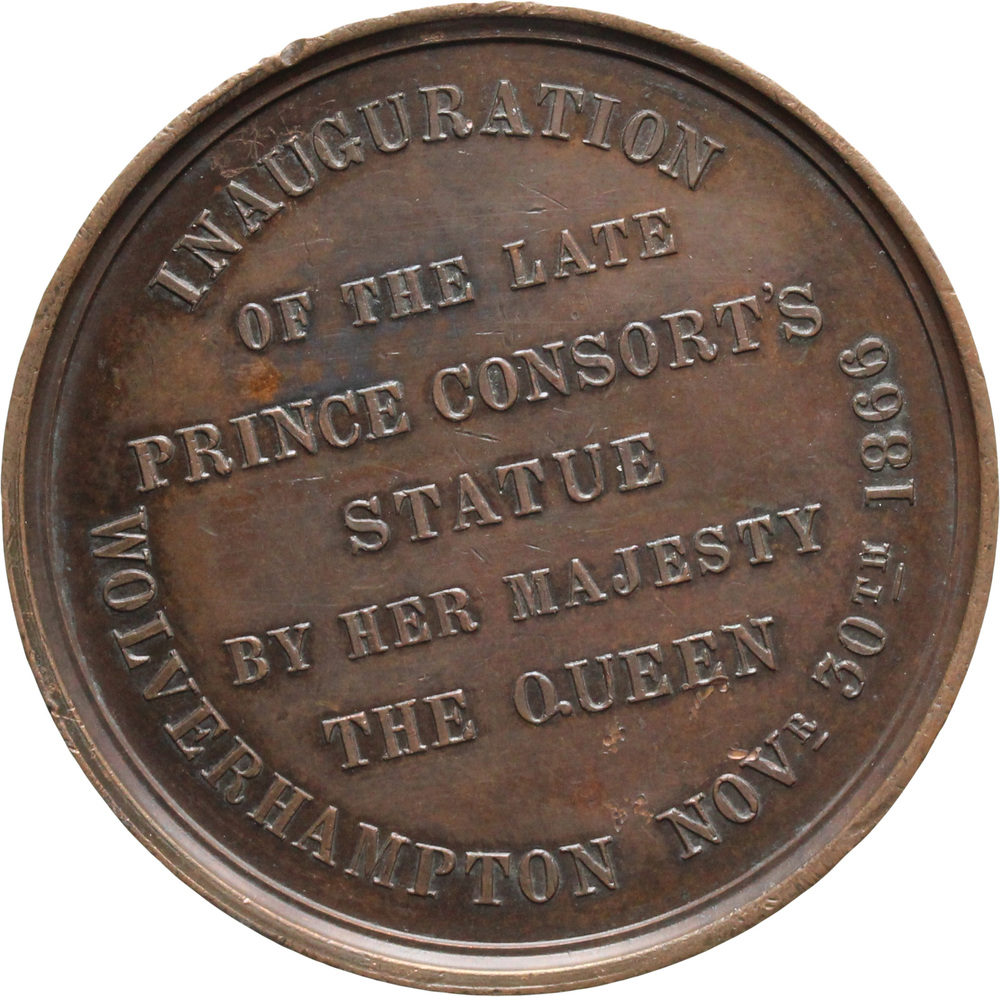 INAUGURATION
OF THE LATE
PRINCE CONSORT'S
STATUE
BY HER MAJESTY
THE QUEEN
WOLVERHAMPTON NOVR 30TH 1866